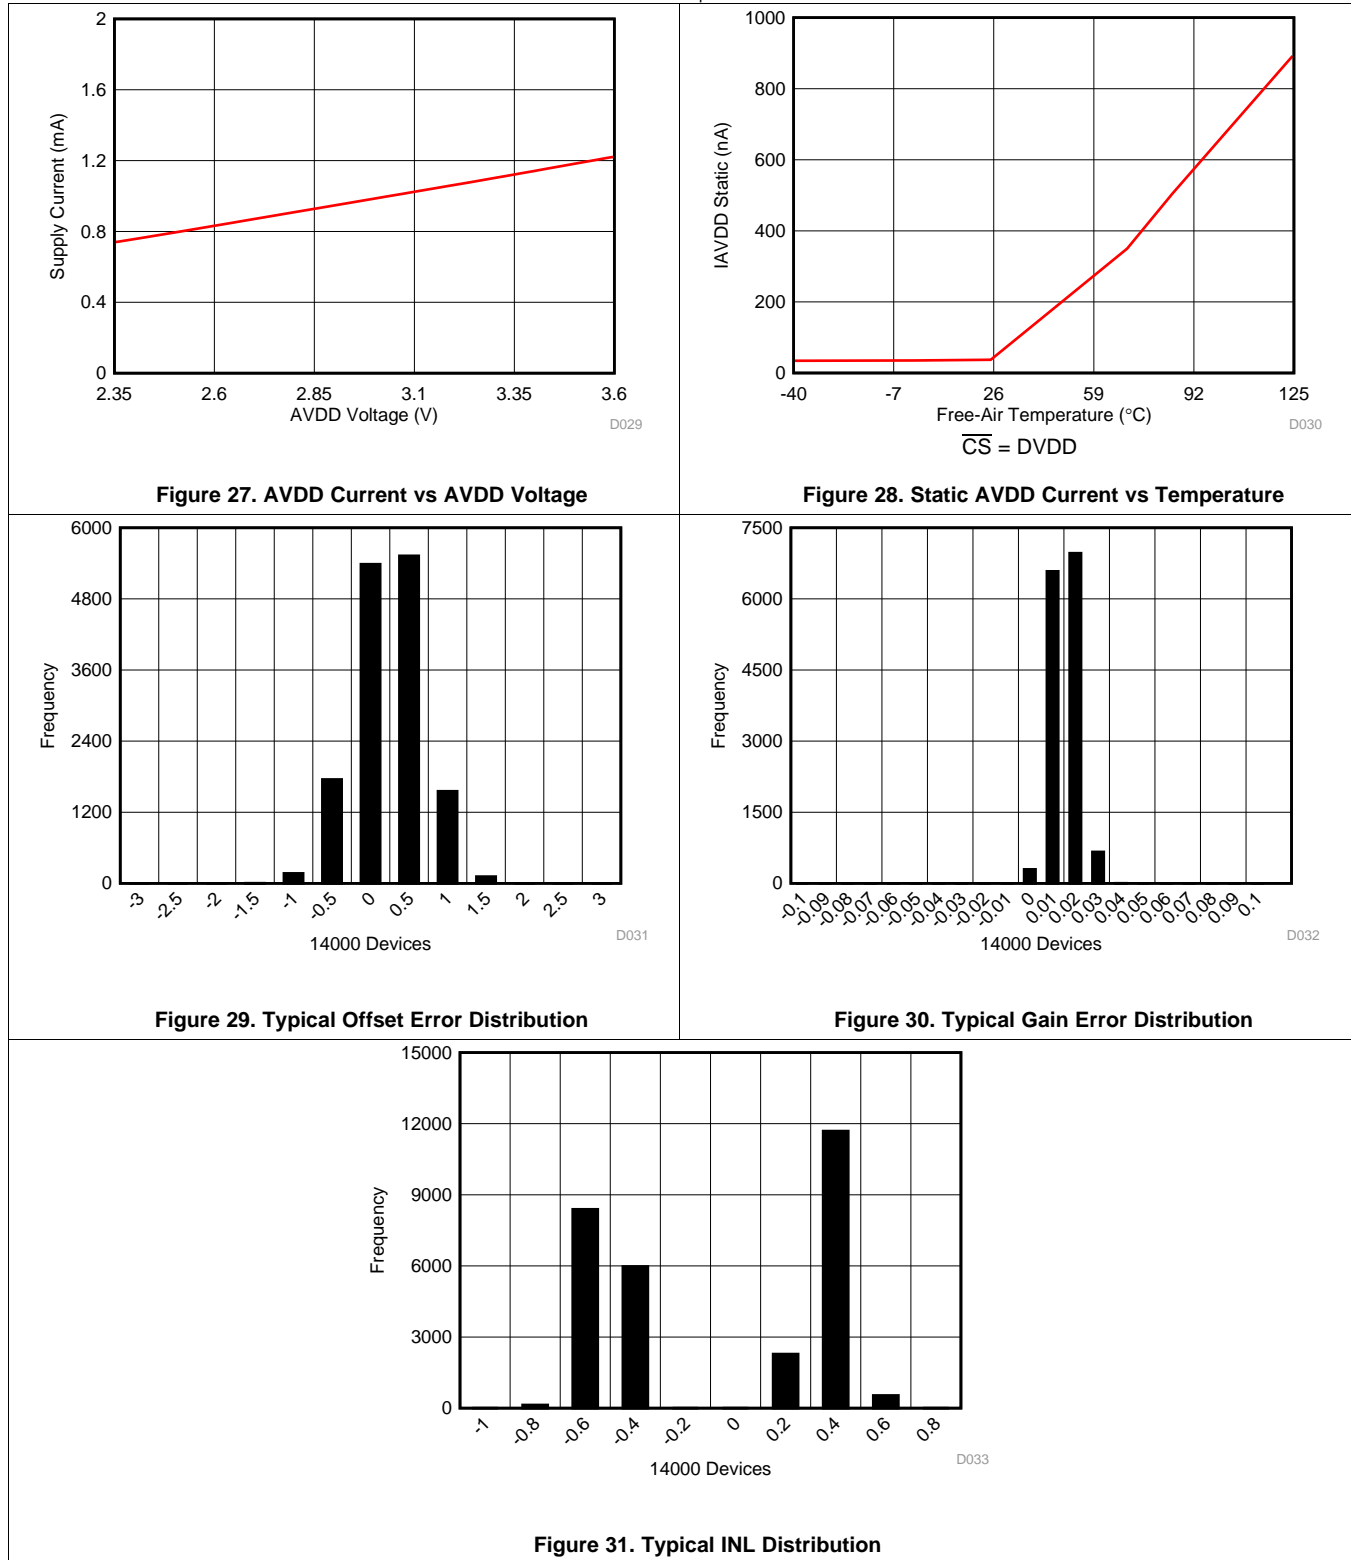 2
1.6
1.2
0.8
0.4
0
Supply Current (mA)
2.35 2.6 2.85 3.1 3.35 3.6
AVDD Voltage (V)
D029
Figure 27. AVDD Current vs AVDD Voltage
1000
800
600
400
200
0
IAVDD Static (nA)
-40 -7 26 59 92 125
Free-Air Temperature (°C)
D030
CS = DVDD
Figure 28. Static AVDD Current vs Temperature
6000
4800
3600
2400
1200
0
Frequency
-3 -2.5 -2 -1.5 -1 -0.5 0 0.5 1 1.5 2 2.5 3
D031
14000 Devices
Figure 29. Typical Offset Error Distribution
7500
6000
4500
3000
1500
0
Frequency
-0.1 -0.09 -0.08 -0.07 -0.06 -0.05 -0.04 -0.03 -0.02 -0.01 0 0.01 0.02 0.03 0.04 0.05 0.06 0.07 0.08 0.09 0.1
D032
14000 Devices
Figure 30. Typical Gain Error Distribution
15000
12000
9000
6000
3000
0
Frequency
-1 -0.8 -0.6 -0.4 -0.2 0 0.2 0.4 0.6 0.8
D033
14000 Devices
Figure 31. Typical INL Distribution